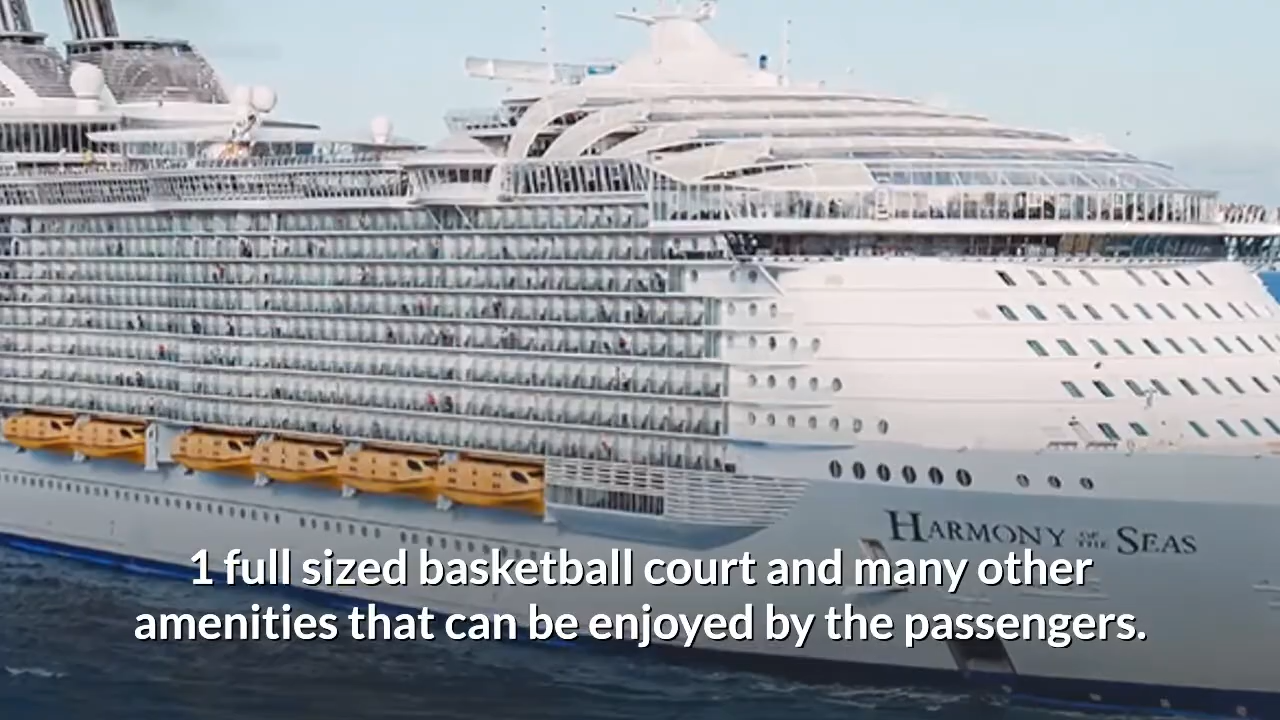 HARMONY OF THE SEAS
1 full sized basketball court and many other
amenities that can be enjoyed by the passengers.